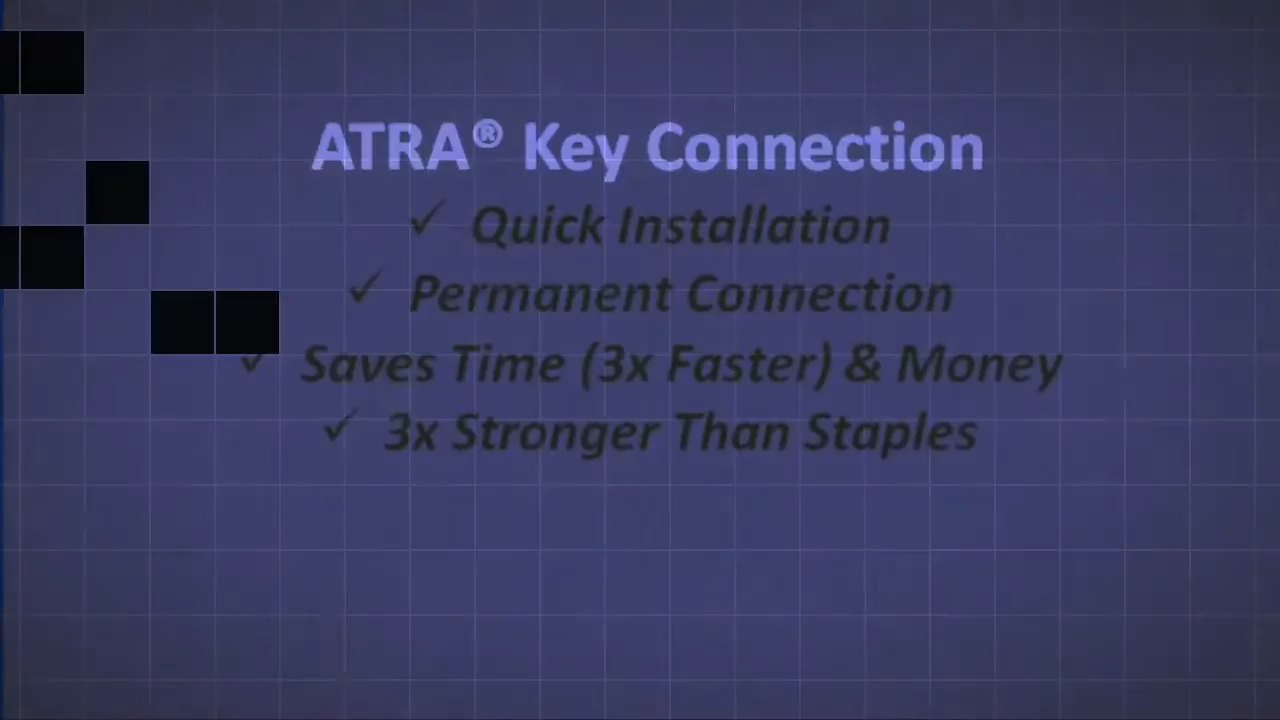 ATRA® Key Connection
✓ Quick Installation
✓ Permanent Connection
✓ Saves Time (3x Faster) & Money
✓ 3x Stronger Than Staples